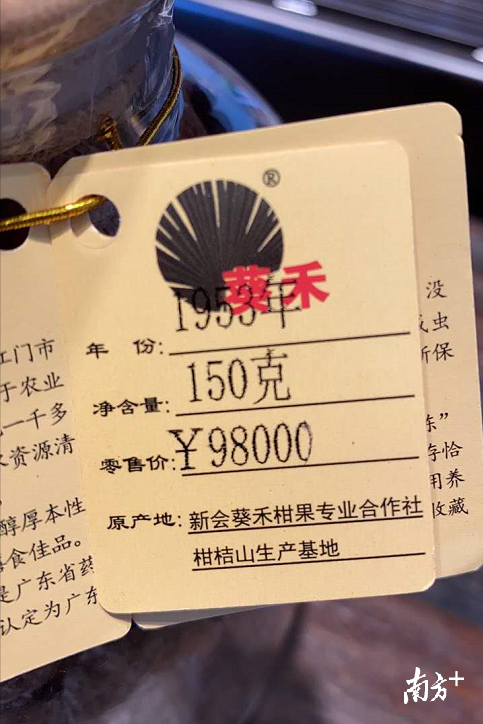 ®
葵禾
年 份: 1953年
净含量: 150克
零售价: ￥98000
原产地: 新会葵禾柑果专业合作社
柑桔山生产基地
江门市
于农业
一千多
水资源清
醇厚本性
食佳品。
是广东省药
认定为广东
没
虫
所保
陈”
存恰
用养
收藏
南方+